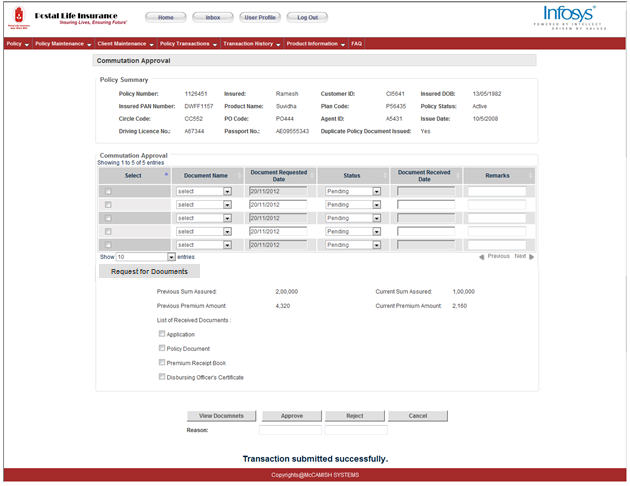 Postal Life Insurance
Insuring Lives, Ensuring Future'
Home Inbox User Profile Log Out
Infosys®
POWERED BY INTELLECT
DRIVEN BY VALUES
Policy Policy Maintenance Client Maintenance Policy Transactions Transaction History Product Information FAQ
Commutation Approval
Policy Summary
Policy Number: 1126451 Insured: Ramesh Customer ID: CI5641 Insured DOB: 13/05/1982
Insured PAN Number: DWFF1157 Product Name: Suvidha Plan Code: P56435 Policy Status: Active
Circle Code: CC552 PO Code: PO444 Agent ID: A5431 Issue Date: 10/5/2008
Driving Licence No.: A67344 Passport No.: AE09555343 Duplicate Policy Document Issued: Yes
Commutation Approval
Showing 1 to 5 of 5 entries
Select Document Name Document Requested Date Status Document Received Date Remarks
select 20/11/2012 Pending
select 20/11/2012 Pending
select 20/11/2012 Pending
select 20/11/2012 Pending
select 20/11/2012 Pending
Show 10 entries Previous Next
Request for Documents
Previous Sum Assured: 2,00,000 Current Sum Assured: 1,00,000
Previous Premium Amount: 4,320 Current Premium Amount: 2,160
List of Received Documents :
Application
Policy Document
Premium Receipt Book
Disbursing Officer's Certificate
View Documnets Approve Reject Cancel
Reason:
Transaction submitted successfully.
Copyrights@McCAMISH SYSTEMS